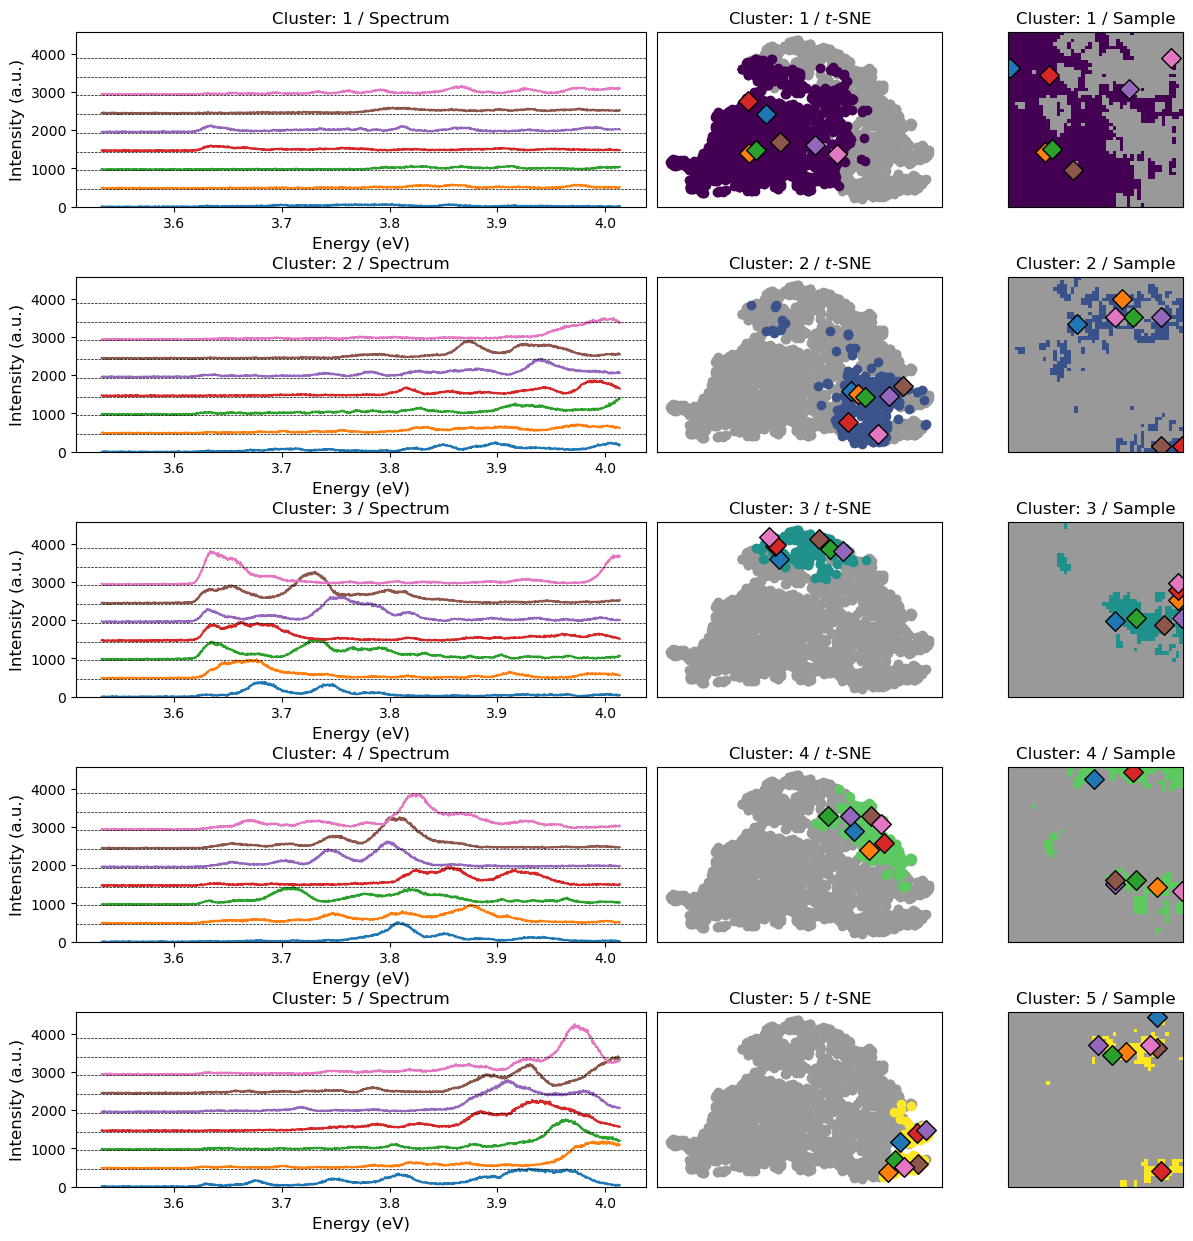 Cluster: 1 / Spectrum
Cluster: 1 / t-SNE
Cluster: 1 / Sample
Intensity (a.u.)
4000
3000
2000
1000
0
3.6 3.7 3.8 3.9 4.0
Energy (eV)
Cluster: 2 / Spectrum
Cluster: 2 / t-SNE
Cluster: 2 / Sample
Intensity (a.u.)
4000
3000
2000
1000
0
3.6 3.7 3.8 3.9 4.0
Energy (eV)
Cluster: 3 / Spectrum
Cluster: 3 / t-SNE
Cluster: 3 / Sample
Intensity (a.u.)
4000
3000
2000
1000
0
3.6 3.7 3.8 3.9 4.0
Energy (eV)
Cluster: 4 / Spectrum
Cluster: 4 / t-SNE
Cluster: 4 / Sample
Intensity (a.u.)
4000
3000
2000
1000
0
3.6 3.7 3.8 3.9 4.0
Energy (eV)
Cluster: 5 / Spectrum
Cluster: 5 / t-SNE
Cluster: 5 / Sample
Intensity (a.u.)
4000
3000
2000
1000
0
3.6 3.7 3.8 3.9 4.0
Energy (eV)